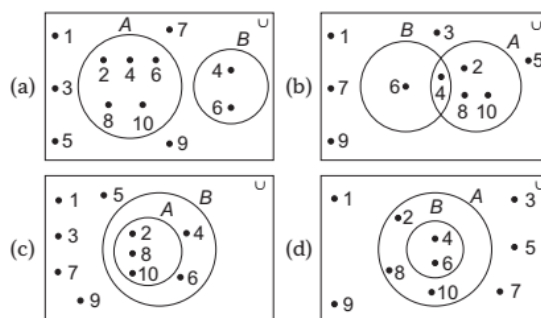 (a)
A B ∪
1 7
2 4 6 4
3
8 10 6
5 9
(b)
∪
1 B 3 A
5
2
7 6 4
8 10
9
(c)
∪
5 B
1 A
3 2 4
8
7 10 6
9
(d)
∪
1 A 3
2 B
4 5
6
8
10 7
9